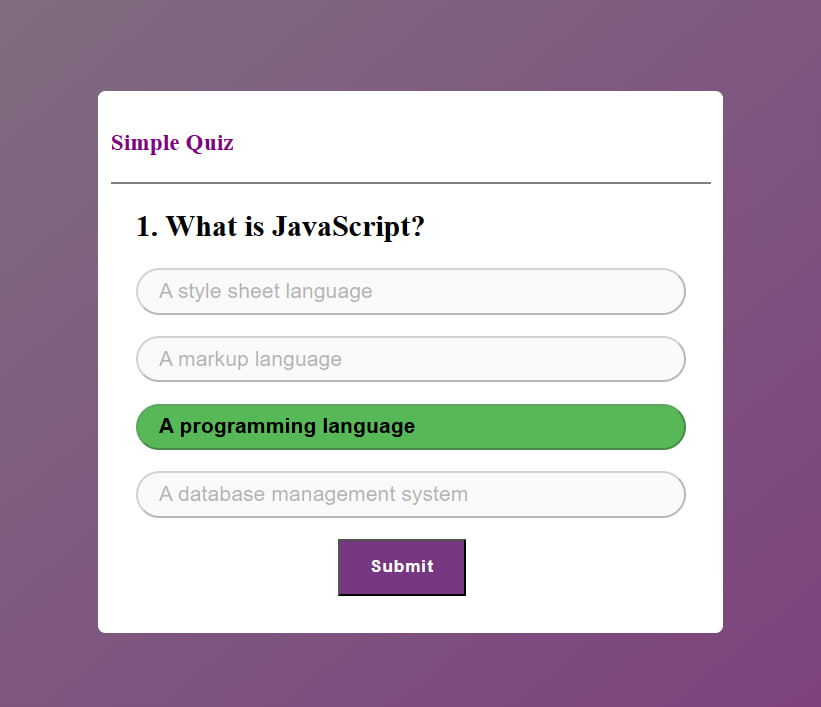 Simple Quiz
1. What is JavaScript?
A style sheet language
A markup language
A programming language
A database management system
Submit